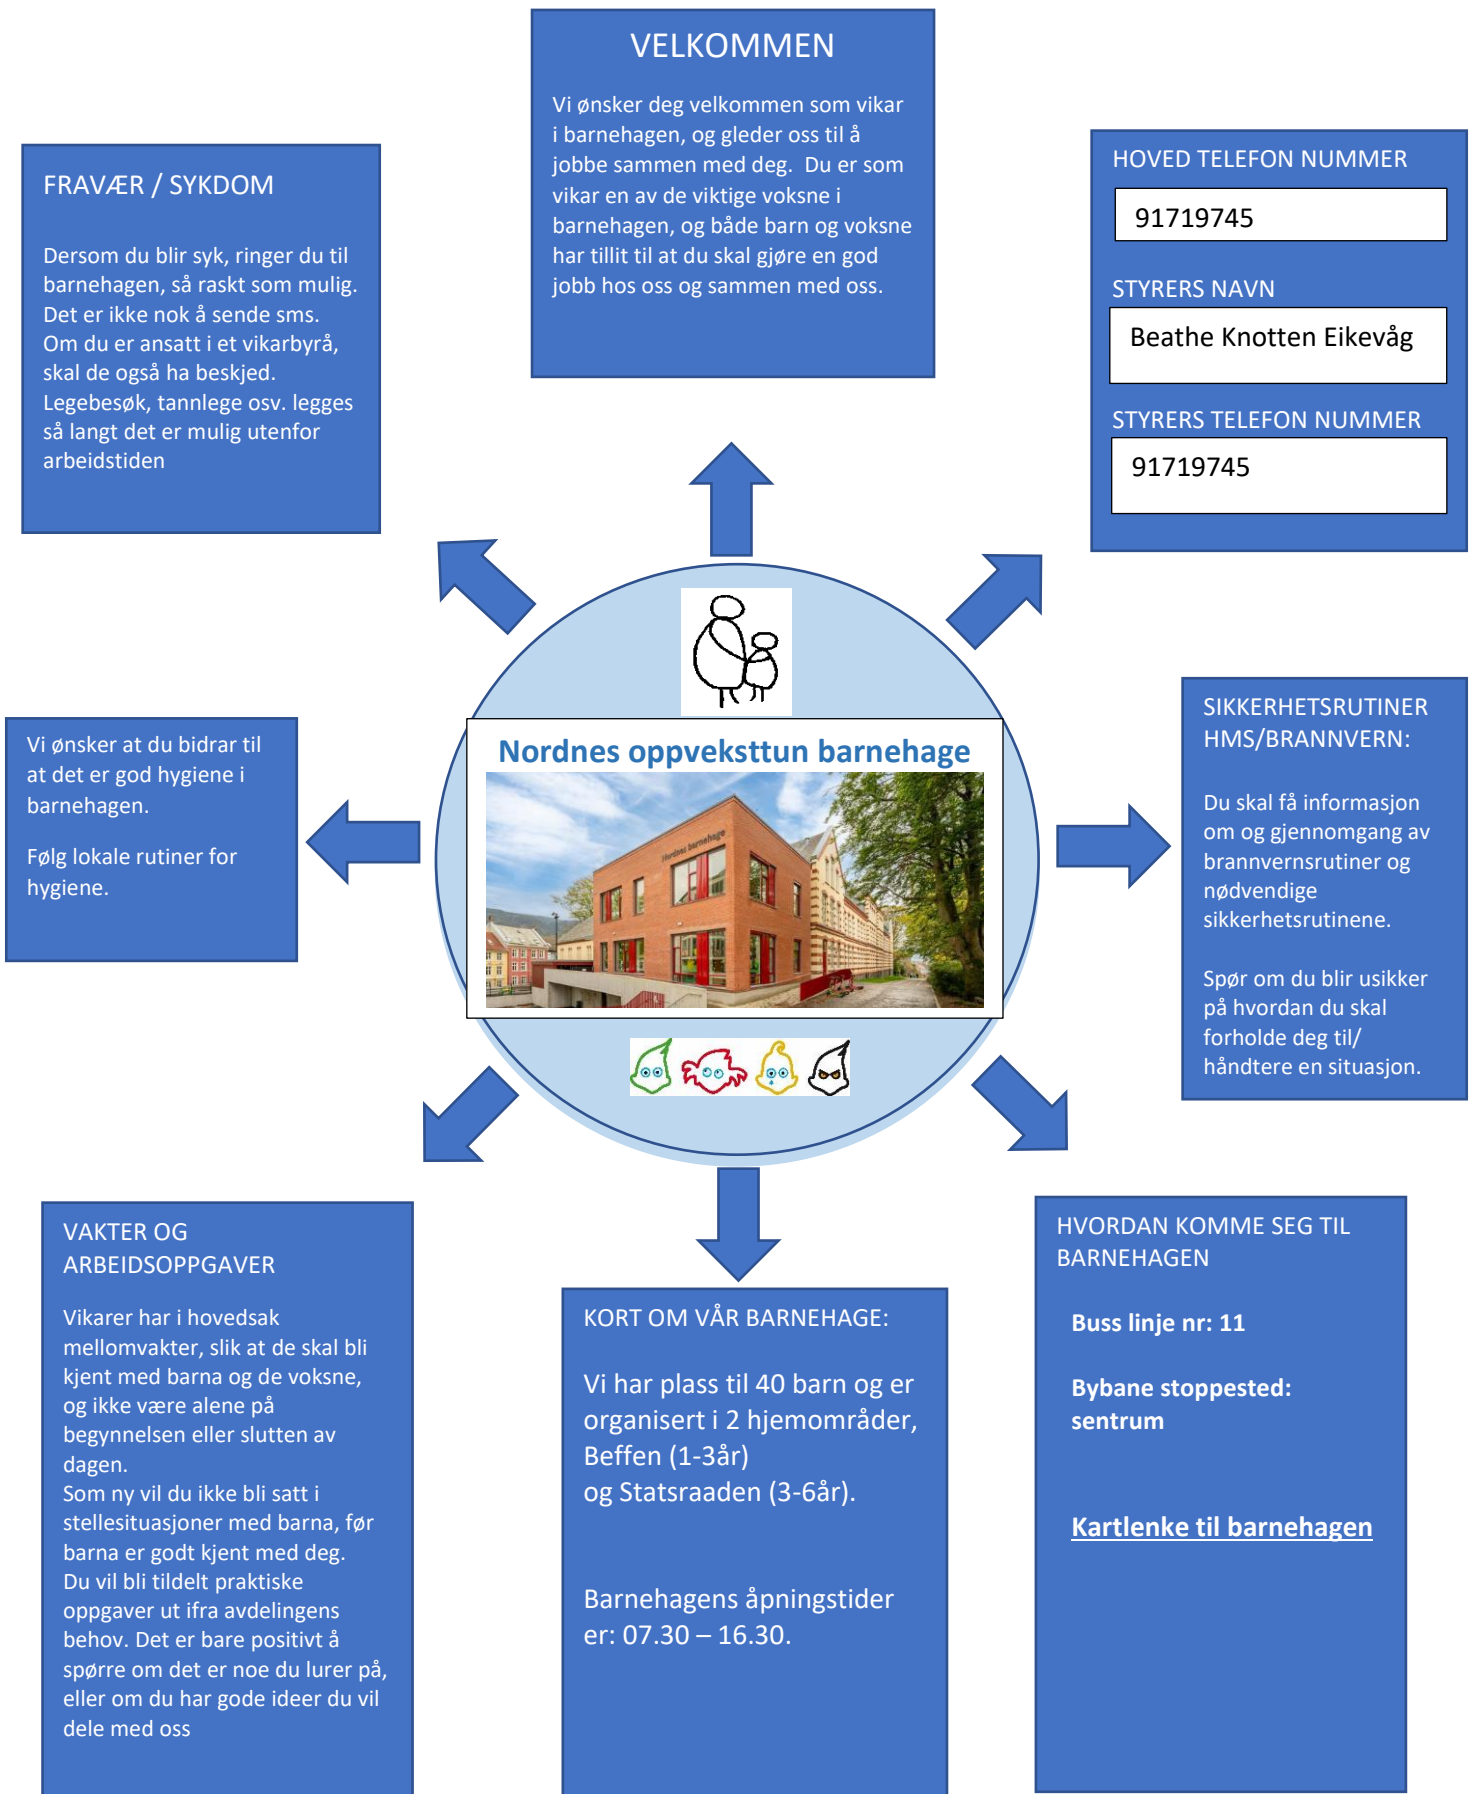 VELKOMMEN
Vi ønsker deg velkommen som vikar
i barnehagen, og gleder oss til å
jobbe sammen med deg.  Du er som
vikar en av de viktige voksne i
barnehagen, og både barn og voksne
har tillit til at du skal gjøre en god
jobb hos oss og sammen med oss.
FRAVÆR / SYKDOM
Dersom du blir syk, ringer du til
barnehagen, så raskt som mulig.
Det er ikke nok å sende sms.
Om du er ansatt i et vikarbyrå,
skal de også ha beskjed.
Legebesøk, tannlege osv. legges
så langt det er mulig utenfor
arbeidstiden
HOVED TELEFON NUMMER
91719745
STYRERS NAVN
Beathe Knotten Eikevåg
STYRERS TELEFON NUMMER
91719745
Vi ønsker at du bidrar til
at det er god hygiene i
barnehagen.
Følg lokale rutiner for
hygiene.
Nordnes oppveksttun barnehage
Nordnes barnehage
SIKKERHETSRUTINER
HMS/BRANNVERN:
Du skal få informasjon
om og gjennomgang av
brannvernsrutiner og
nødvendige
sikkerhetsrutinene.
Spør om du blir usikker
på hvordan du skal
forholde deg til/
håndtere en situasjon.
VAKTER OG
ARBEIDSOPPGAVER
Vikarer har i hovedsak
mellomvakter, slik at de skal bli
kjent med barna og de voksne,
og ikke være alene på
begynnelsen eller slutten av
dagen.
Som ny vil du ikke bli satt i
stellesituasjoner med barna, før
barna er godt kjent med deg.
Du vil bli tildelt praktiske
oppgaver ut ifra avdelingens
behov. Det er bare positivt å
spørre om det er noe du lurer på,
eller om du har gode ideer du vil
dele med oss
KORT OM VÅR BARNEHAGE:
Vi har plass til 40 barn og er
organisert i 2 hjemområder,
Beffen (1-3år)
og Statsraaden (3-6år).
Barnehagens åpningstider
er: 07.30 – 16.30.
HVORDAN KOMME SEG TIL
BARNEHAGEN
Buss linje nr: 11
Bybane stoppested:
sentrum
Kartlenke til barnehagen